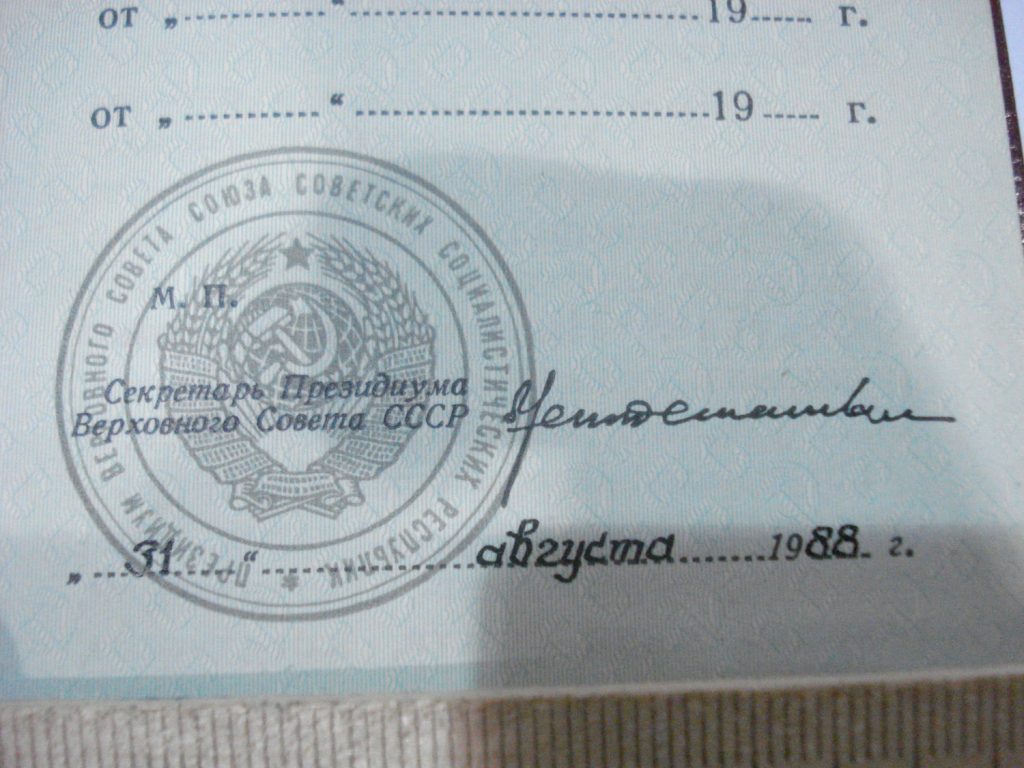 от „ “ 19 г.
от „ “ 19 г.
ПРЕЗИДИУМ ВЕРХОВНОГО СОВЕТА СОЮЗА СОВЕТСКИХ СОЦИАЛИСТИЧЕСКИХ РЕСПУБЛИК
М. П.
Секретарь Президиума
Верховного Совета СССР
„ 31 “ августа 1988 г.